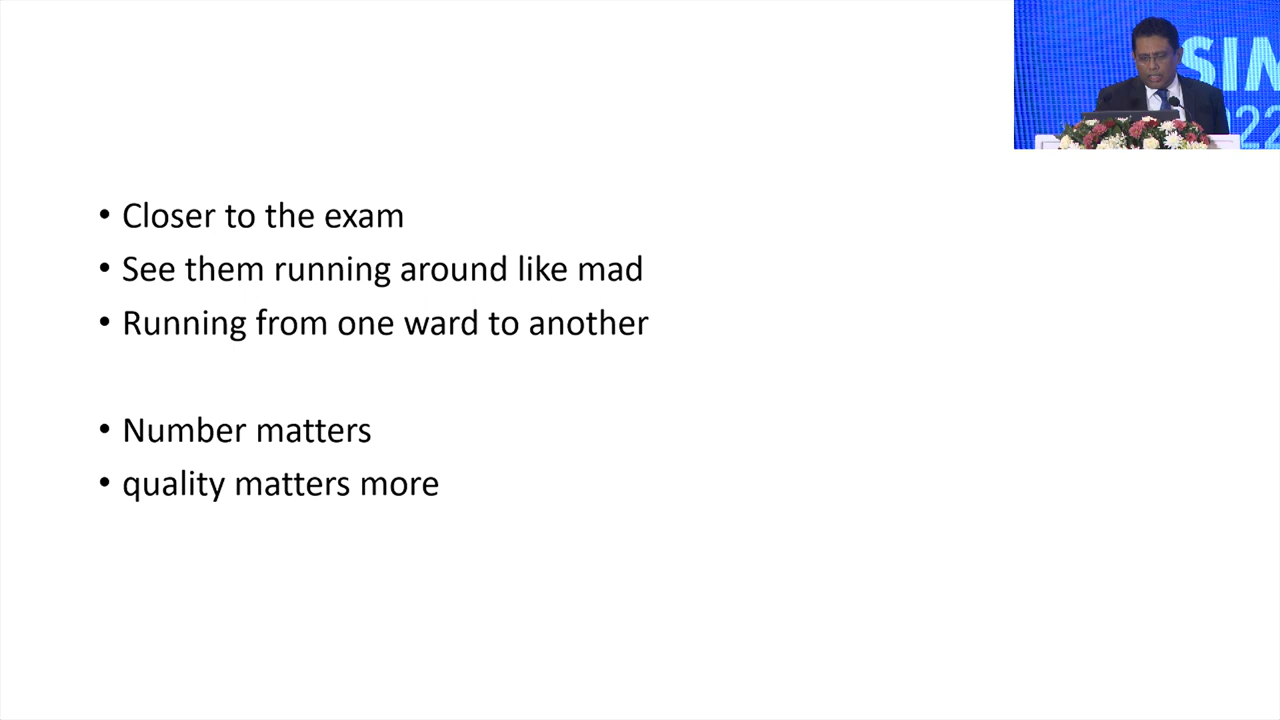 • Closer to the exam
• See them running around like mad
• Running from one ward to another
• Number matters
• quality matters more